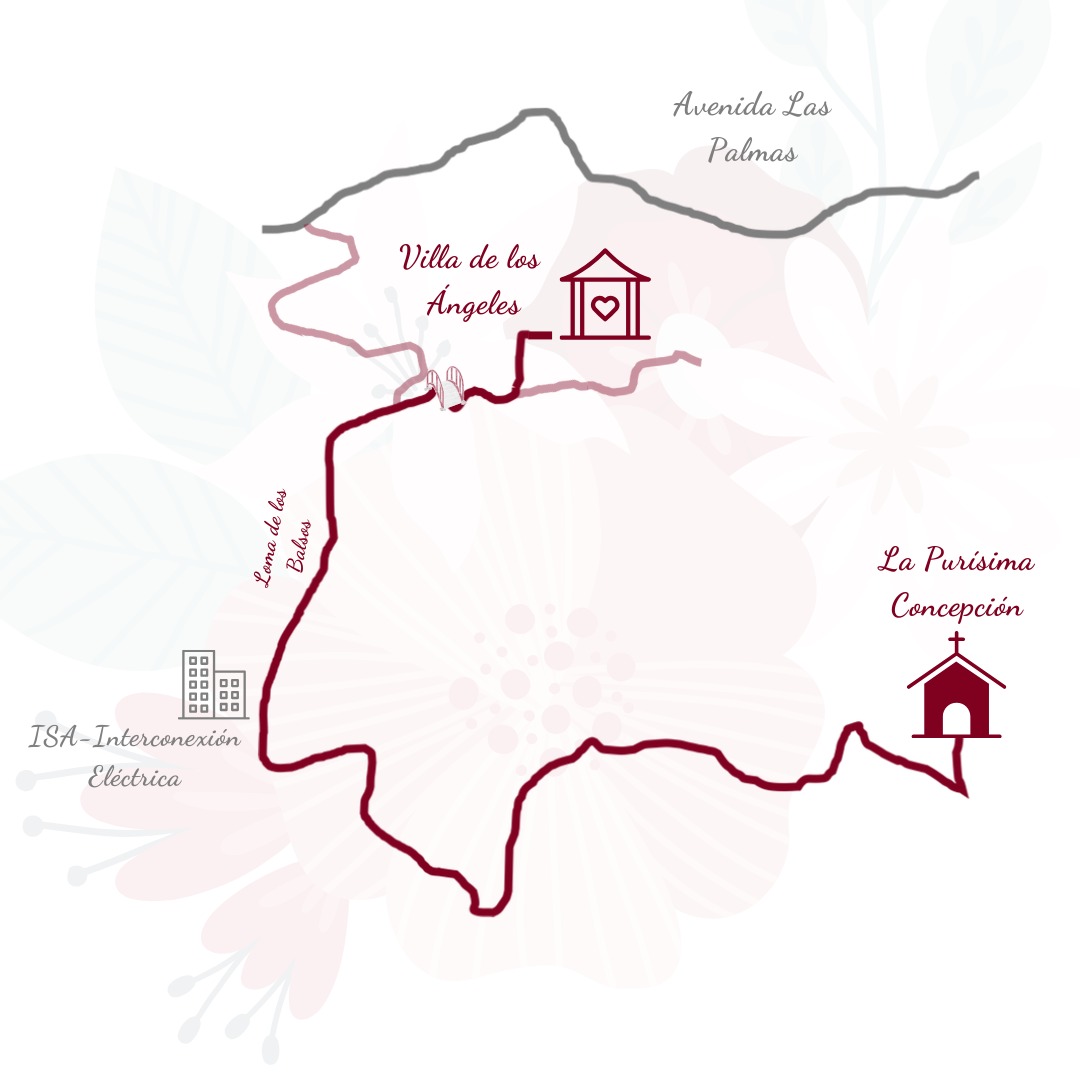 Avenida Las
Palmas
Villa de los
Ángeles
Loma de los
Balsos
La Purísima
Concepción
ISA-Interconexión
Eléctrica